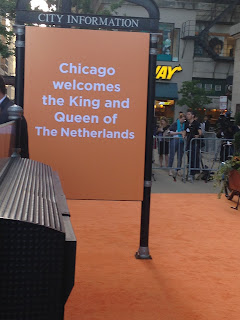 CITY INFORMATION
Chicago
welcomes
the King and
Queen of
The Netherlands
WAY